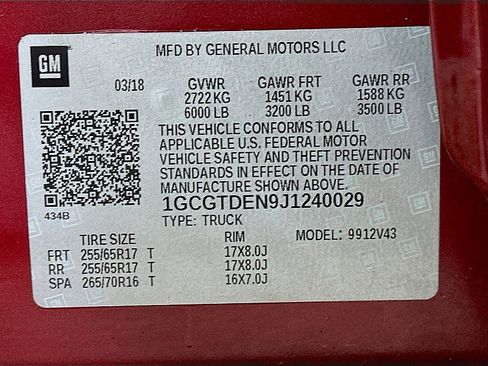 GM
MFD BY GENERAL MOTORS LLC
03/18 GVWR GAWR FRT GAWR RR
2722 KG 1451 KG 1588 KG
6000 LB 3200 LB 3500 LB
THIS VEHICLE CONFORMS TO ALL
APPLICABLE U.S. FEDERAL MOTOR
VEHICLE SAFETY AND THEFT PREVENTION
STANDARDS IN EFFECT ON THE DATE OF
MANUFACTURE SHOWN ABOVE.
434B 1GCGTDEN9J1240029
TYPE: TRUCK
TIRE SIZE RIM MODEL: 9912V43
FRT 255/65R17 T 17X8.0J
RR 255/65R17 T 17X8.0J
SPA 265/70R16 T 16X7.0J